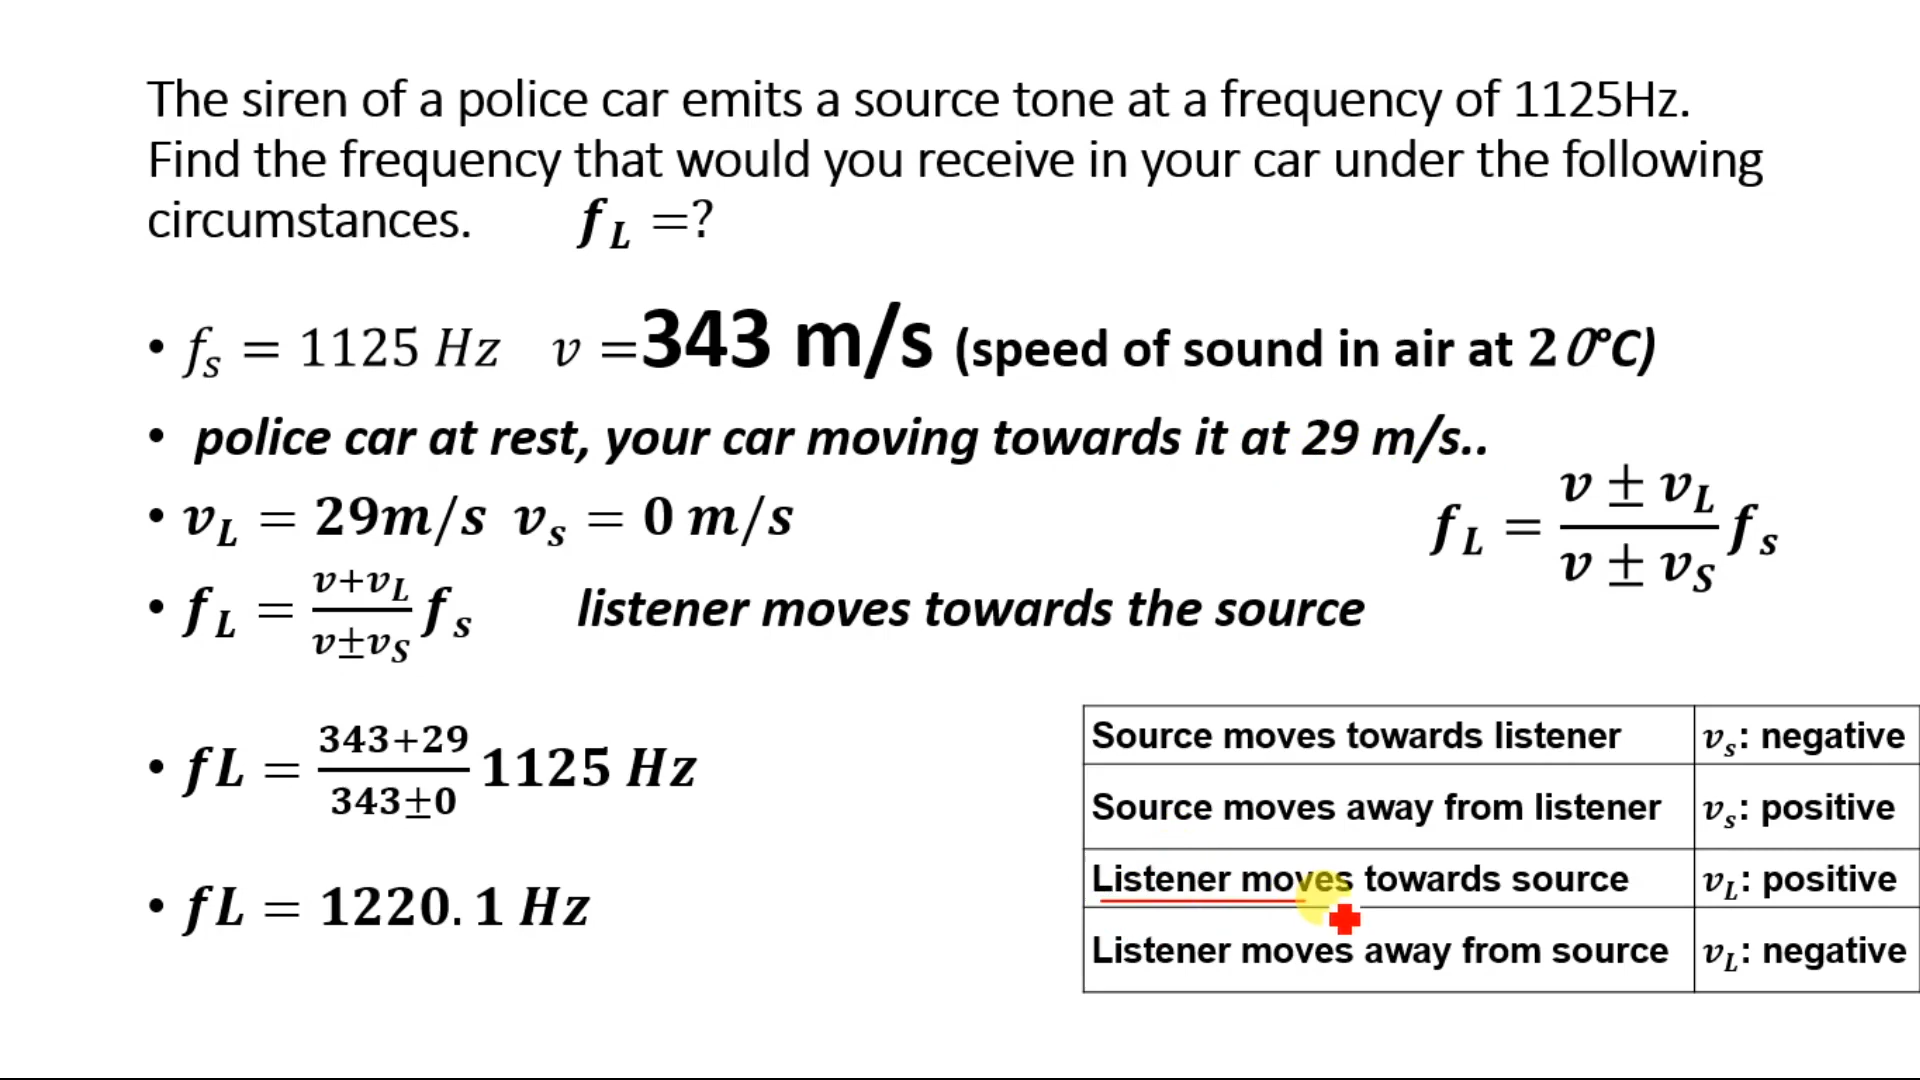 The siren of a police car emits a source tone at a frequency of 1125Hz.
Find the frequency that would you receive in your car under the following
circumstances. f_L =?
• f_s = 1125 Hz v =343 m/s (speed of sound in air at 20°C)
• police car at rest, your car moving towards it at 29 m/s..
• v_L = 29m/s v_s = 0 m/s
f_L = (v ± v_L)/(v ± v_S) f_s
• f_L = (v+v_L)/(v±v_S) f_s listener moves towards the source
• fL = (343+29)/(343±0) 1125 Hz
• fL = 1220.1 Hz
Source moves towards listener v_s: negative
Source moves away from listener v_s: positive
Listener moves towards source v_L: positive
Listener moves away from source v_L: negative